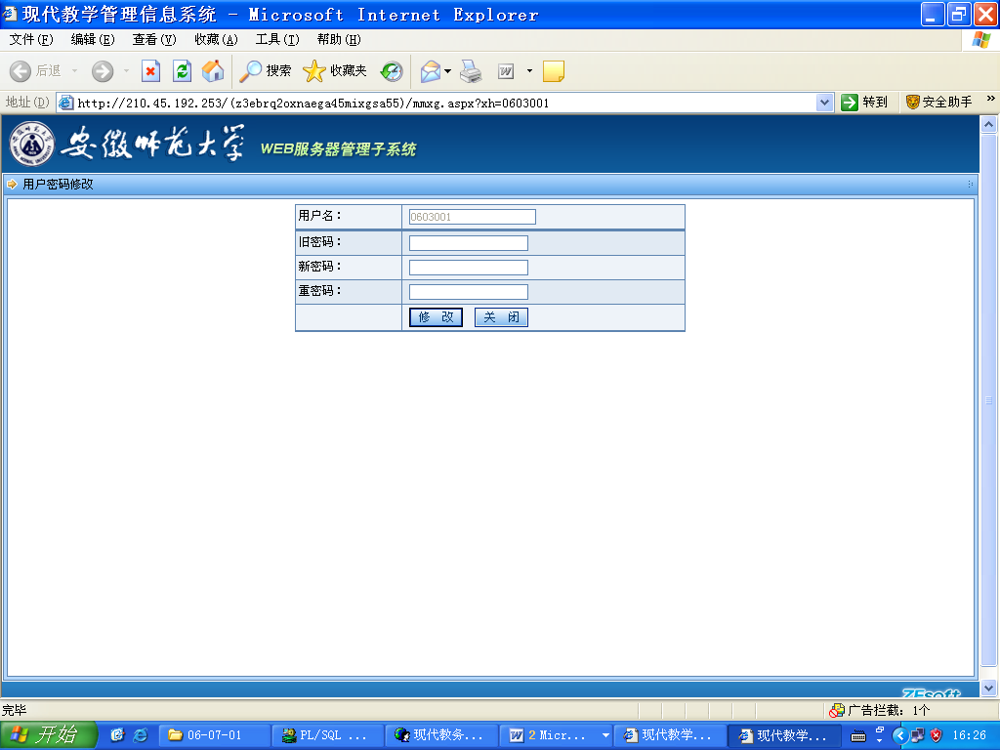 现代教学管理信息系统 - Microsoft Internet Explorer
文件(F) 编辑(E) 查看(V) 收藏(A) 工具(T) 帮助(H)
后退 搜索 收藏夹
地址(D) http://210.45.192.253/(z3ebrq2oxnaega45mixgsa55)/mmxg.aspx?xh=0603001 转到 安全助手 »
安徽师范大学 WEB服务器管理子系统
用户密码修改
用户名： 0603001
旧密码：
新密码：
重密码：
修 改 关 闭
ZFsoft
完毕 广告拦截: 1个
开始 06-07-01 PL/SQL ... 现代教务... 2 Micr... 现代教学... 现代教学... 16:26